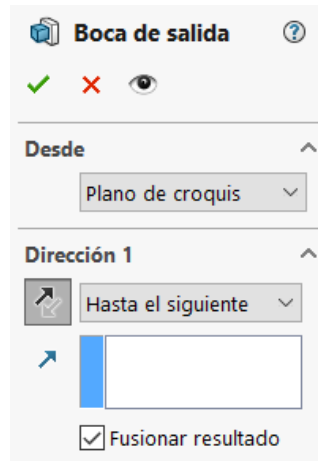 Boca de salida
Desde
Plano de croquis
Dirección 1
Hasta el siguiente
Fusionar resultado